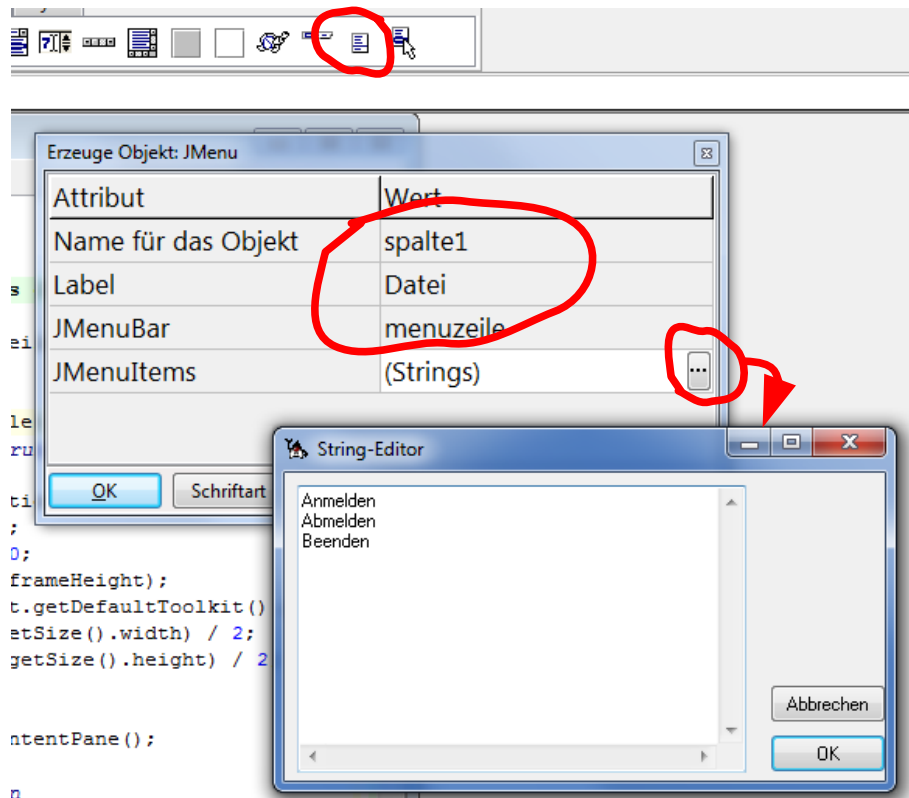 Erzeuge Objekt: JMenu
Attribut Wert
Name für das Objekt spalte1
Label Datei
JMenuBar menuzeile
JMenuItems (Strings)
...
OK Schriftart
String-Editor
Anmelden
Abmelden
Beenden
Abbrechen
OK
s
ei
le
ru
ti
;
0;
frameHeight);
t.getDefaultToolkit()
etSize().width) / 2;
getSize().height) / 2
ntentPane();
n